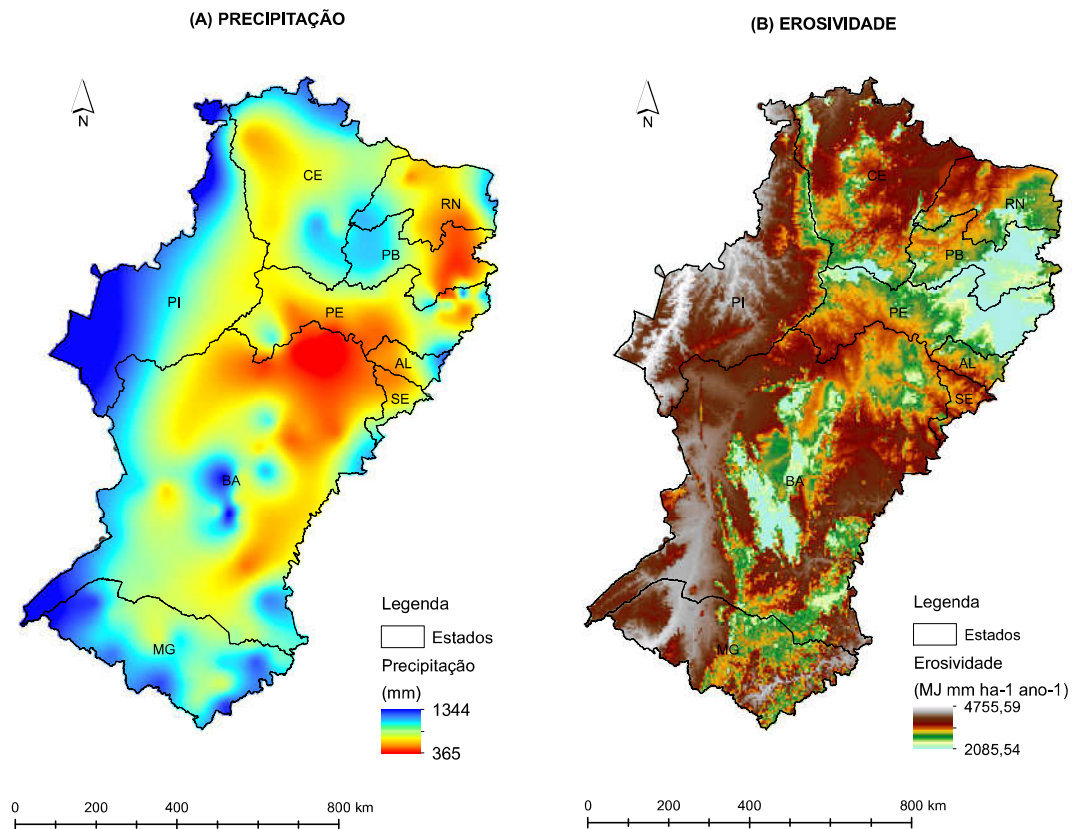 (A) PRECIPITAÇÃO
N
CE
RN
PB
PI
PE
AL
SE
BA
MG
Legenda
Estados
Precipitação
(mm)
1344
365
0 200 400 800 km
(B) EROSIVIDADE
N
CE
RN
PB
PI
PE
AL
SE
BA
MG
Legenda
Estados
Erosividade
(MJ mm ha-1 ano-1)
4755,59
2085,54
0 200 400 800 km